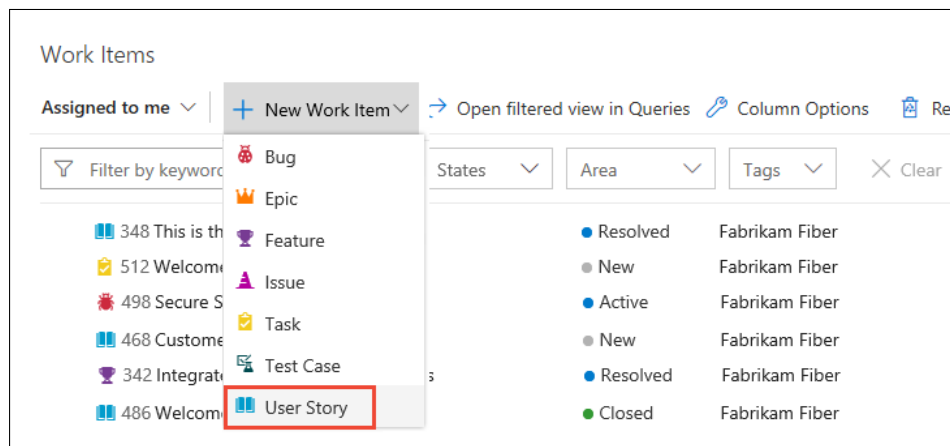 Work Items
Assigned to me New Work Item Open filtered view in Queries Column Options Re
Filter by keyword States Area Tags Clear
Bug
Epic
Feature
Issue
Task
Test Case
User Story
348 This is th Resolved Fabrikam Fiber
512 Welcome New Fabrikam Fiber
498 Secure S Active Fabrikam Fiber
468 Custome New Fabrikam Fiber
342 Integrate s Resolved Fabrikam Fiber
486 Welcom Closed Fabrikam Fiber